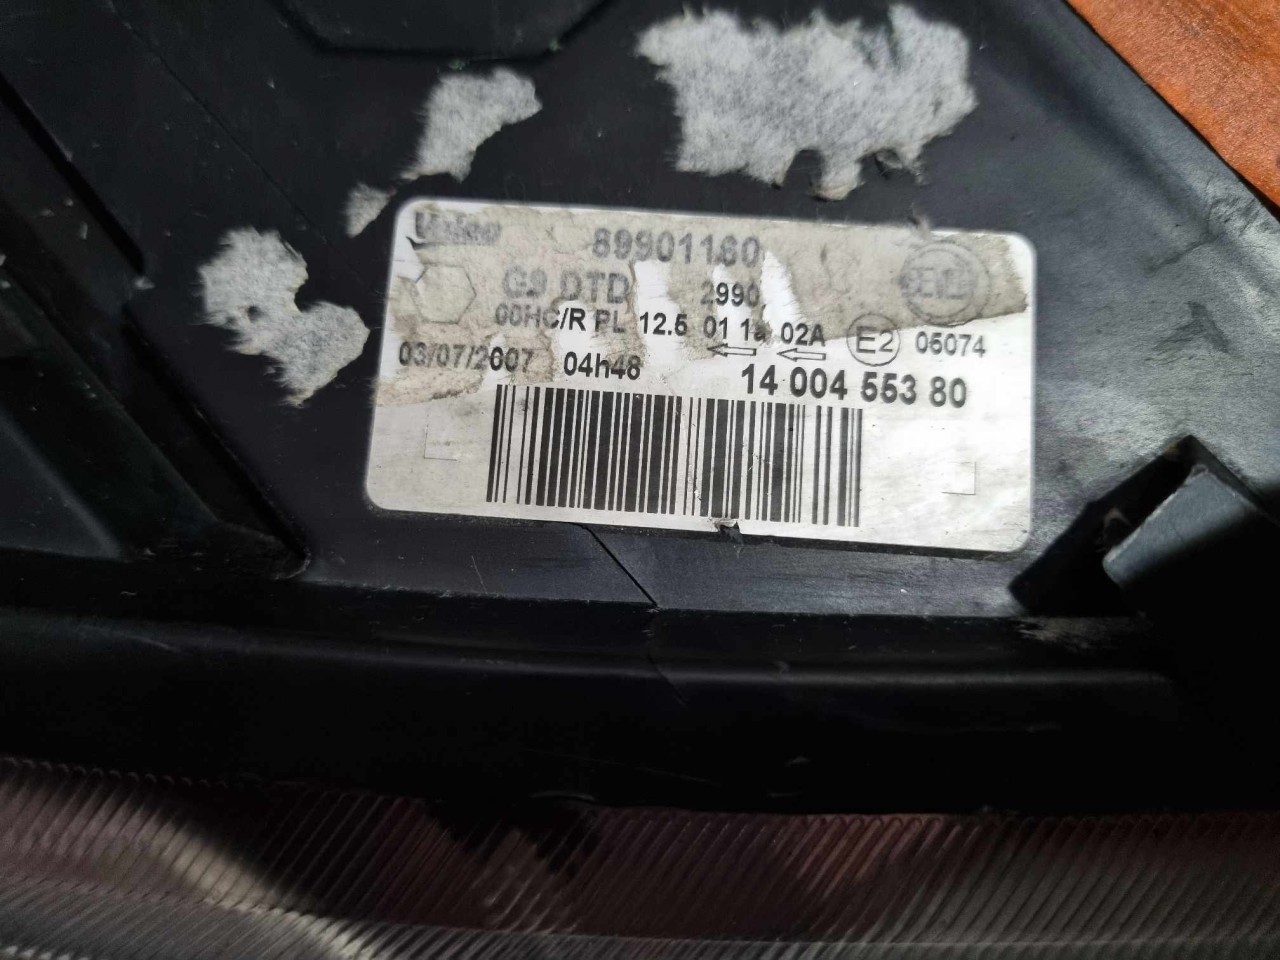 Valeo 89901160
G9 DTD 2990
00HC/R PL 12.5 01 1a 02A E2 05074
03/07/2007 04h48
14 004 553 80